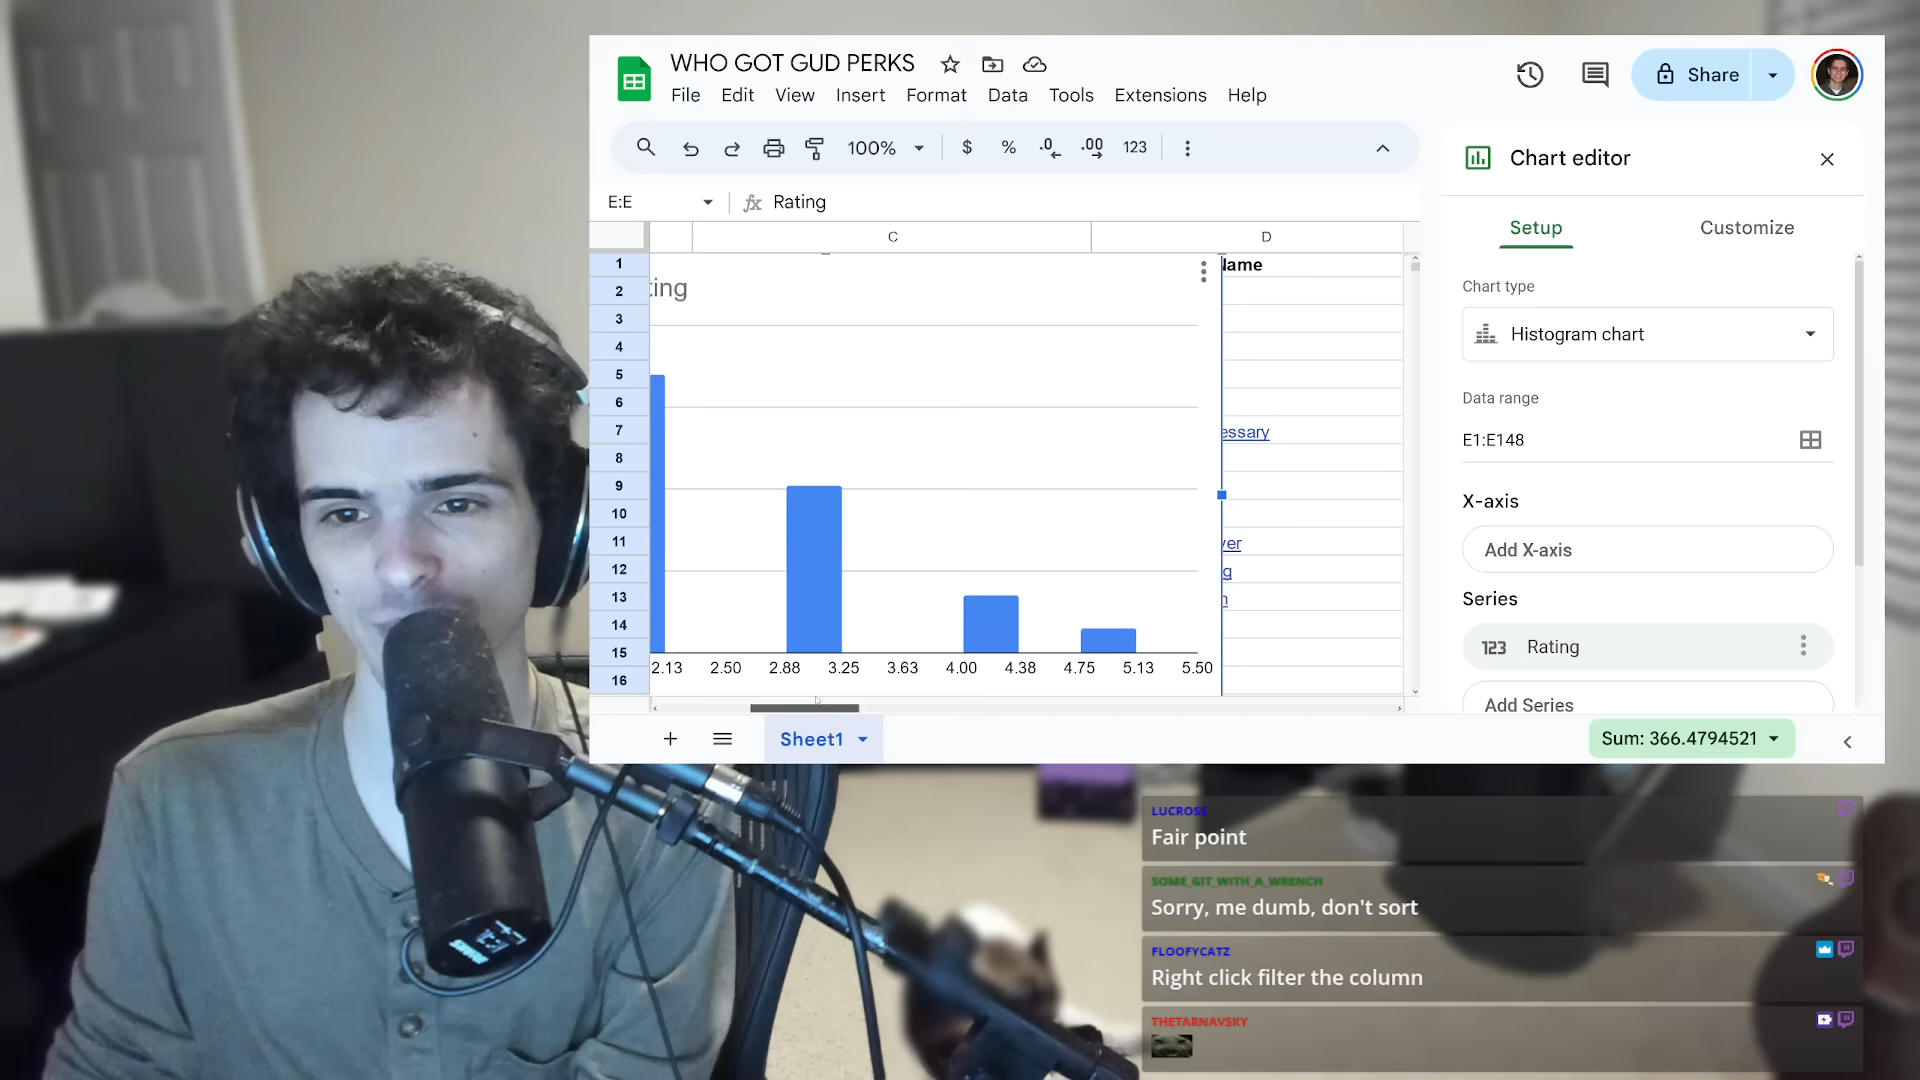 WHO GOT GUD PERKS
Share
File Edit View Insert Format Data Tools Extensions Help
100% $ % .0 .00 123
Chart editor
E:E fx Rating
Setup Customize
C D
1
2
3
4
5
6
7
8
9
10
11
12
13
14
15
16
ting
lame
essary
ver
g
n
2.13 2.50 2.88 3.25 3.63 4.00 4.38 4.75 5.13 5.50
Chart type
Histogram chart
Data range
E1:E148
X-axis
Add X-axis
Series
123 Rating
Add Series
+ Sheet1 Sum: 366.4794521
LUCROSS
Fair point
SOME_GIT_WITH_A_WRENCH
Sorry, me dumb, don't sort
FLOOFYCATZ
Right click filter the column
THETARNAVSKY